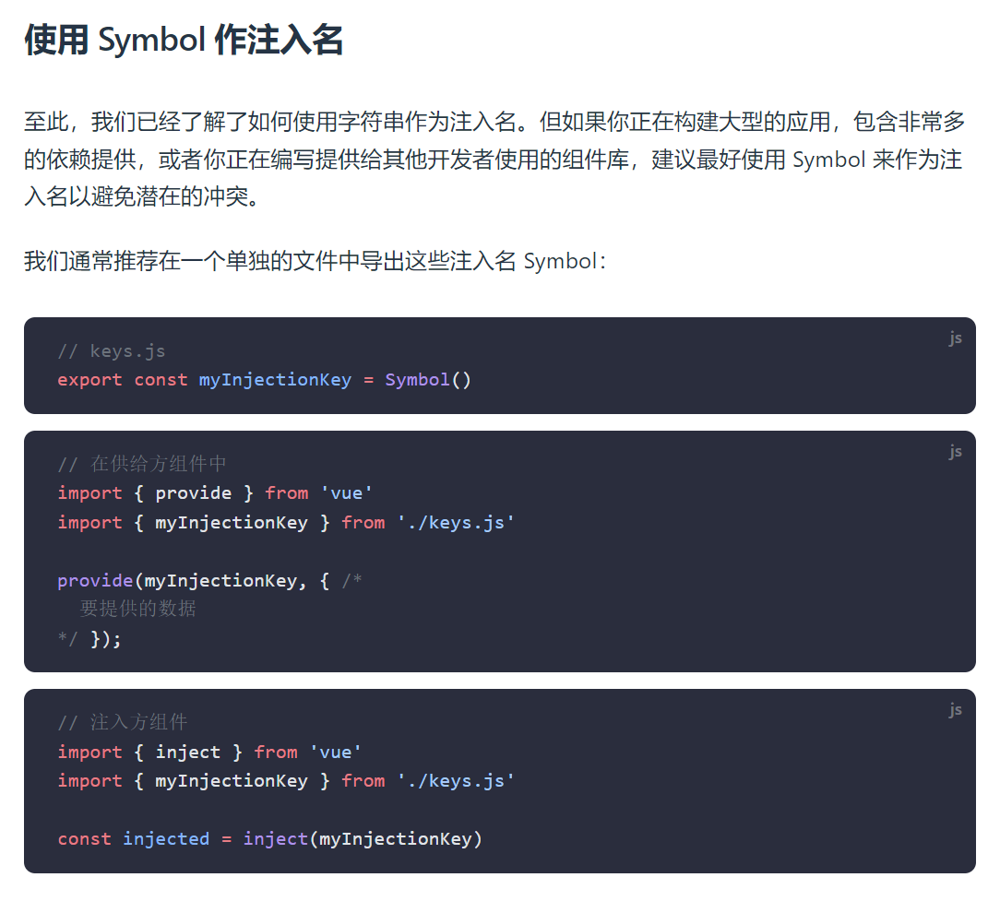 使用 Symbol 作注入名
至此，我们已经了解了如何使用字符串作为注入名。但如果你正在构建大型的应用，包含非常多
的依赖提供，或者你正在编写提供给其他开发者使用的组件库，建议最好使用 Symbol 来作为注
入名以避免潜在的冲突。
我们通常推荐在一个单独的文件中导出这些注入名 Symbol：
js
// keys.js
export const myInjectionKey = Symbol()
js
// 在供给方组件中
import { provide } from 'vue'
import { myInjectionKey } from './keys.js'
provide(myInjectionKey, { /*
  要提供的数据
*/ });
js
// 注入方组件
import { inject } from 'vue'
import { myInjectionKey } from './keys.js'
const injected = inject(myInjectionKey)